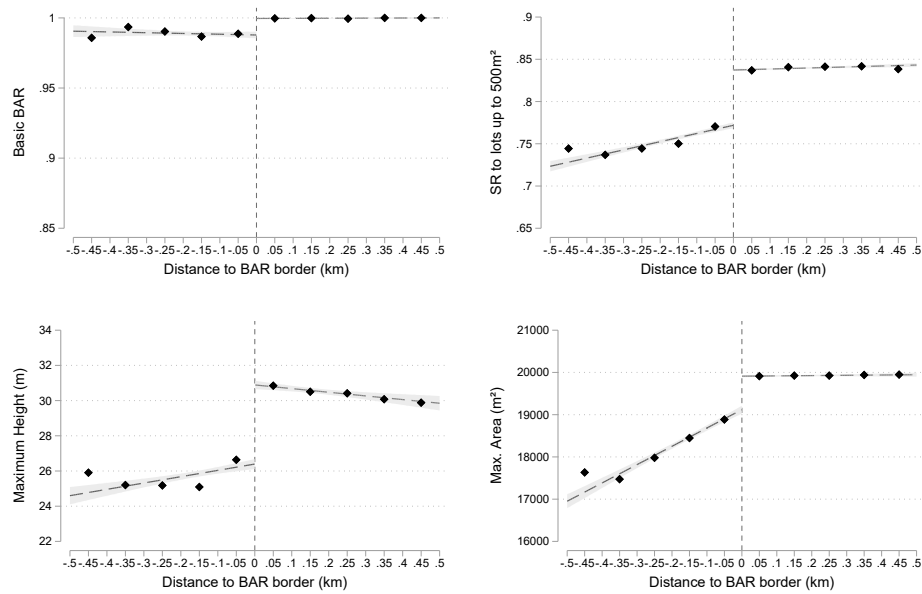 1
.95
.9
.85
Basic BAR
-.5 -.45-.4 -.35-.3 -.25-.2 -.15-.1 -.05 0 .05 .1 .15 .2 .25 .3 .35 .4 .45 .5
Distance to BAR border (km)
.9
.85
.8
.75
.7
.65
SR to lots up to 500m²
-.5 -.45-.4 -.35-.3 -.25-.2 -.15-.1 -.05 0 .05 .1 .15 .2 .25 .3 .35 .4 .45 .5
Distance to BAR border (km)
34
32
30
28
26
24
22
Maximum Height (m)
-.5 -.45-.4 -.35-.3 -.25-.2 -.15-.1 -.05 0 .05 .1 .15 .2 .25 .3 .35 .4 .45 .5
Distance to BAR border (km)
21000
20000
19000
18000
17000
16000
Max. Area (m²)
-.5 -.45-.4 -.35-.3 -.25-.2 -.15-.1 -.05 0 .05 .1 .15 .2 .25 .3 .35 .4 .45 .5
Distance to BAR border (km)